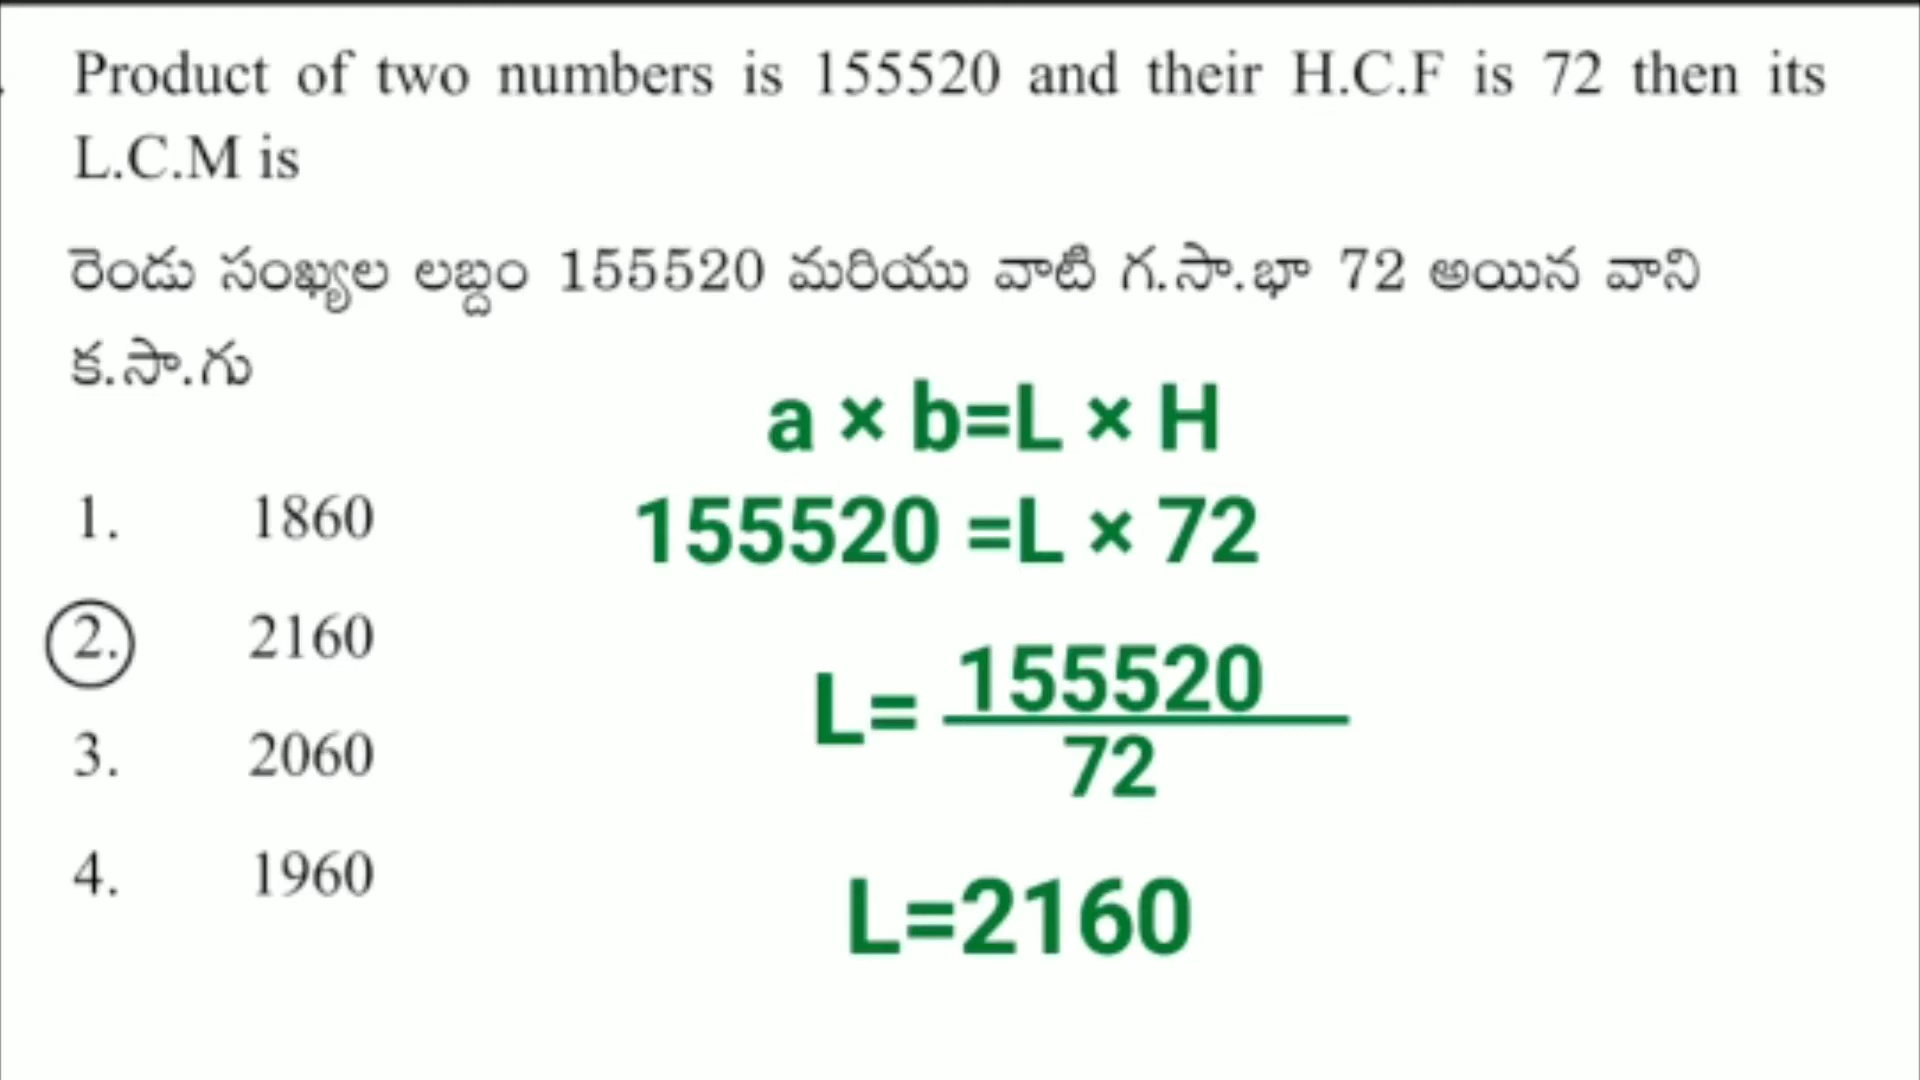 Product of two numbers is 155520 and their H.C.F is 72 then its
L.C.M is
రెండు సంఖ్యల లబ్దం 155520 మరియు వాటి గ.సా.భా 72 అయిన వాని
క.సా.గు
a × b=L × H
1. 1860
155520 =L × 72
2. 2160
L= 155520
72
3. 2060
4. 1960
L=2160